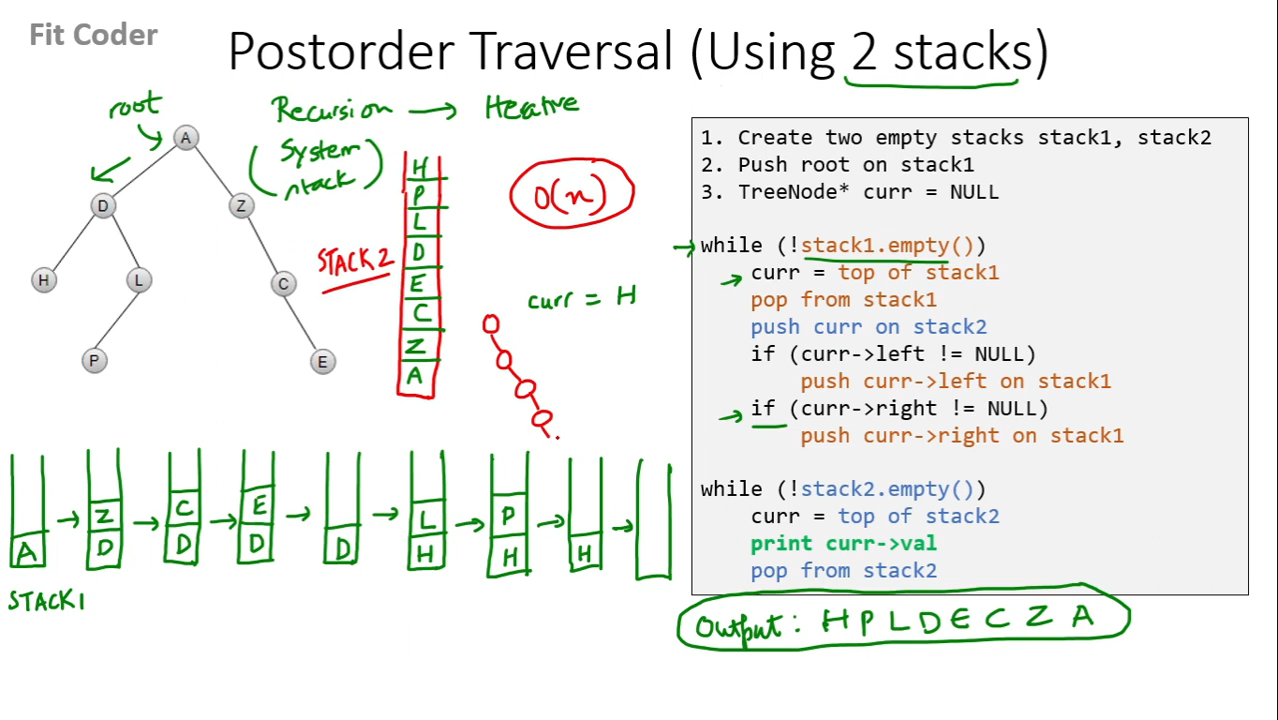 Fit Coder
Postorder Traversal (Using 2 stacks)
root
Recursion → Iterative
(System stack)
A
D
Z
H
L
C
P
E
STACK2
H
P
L
D
E
C
Z
A
O(n)
curr = H
1. Create two empty stacks stack1, stack2
2. Push root on stack1
3. TreeNode* curr = NULL
while (!stack1.empty())
curr = top of stack1
pop from stack1
push curr on stack2
if (curr->left != NULL)
push curr->left on stack1
if (curr->right != NULL)
push curr->right on stack1
while (!stack2.empty())
curr = top of stack2
print curr->val
pop from stack2
Z C E L P
A D D D D H H H
STACK1
Output: H P L D E C Z A